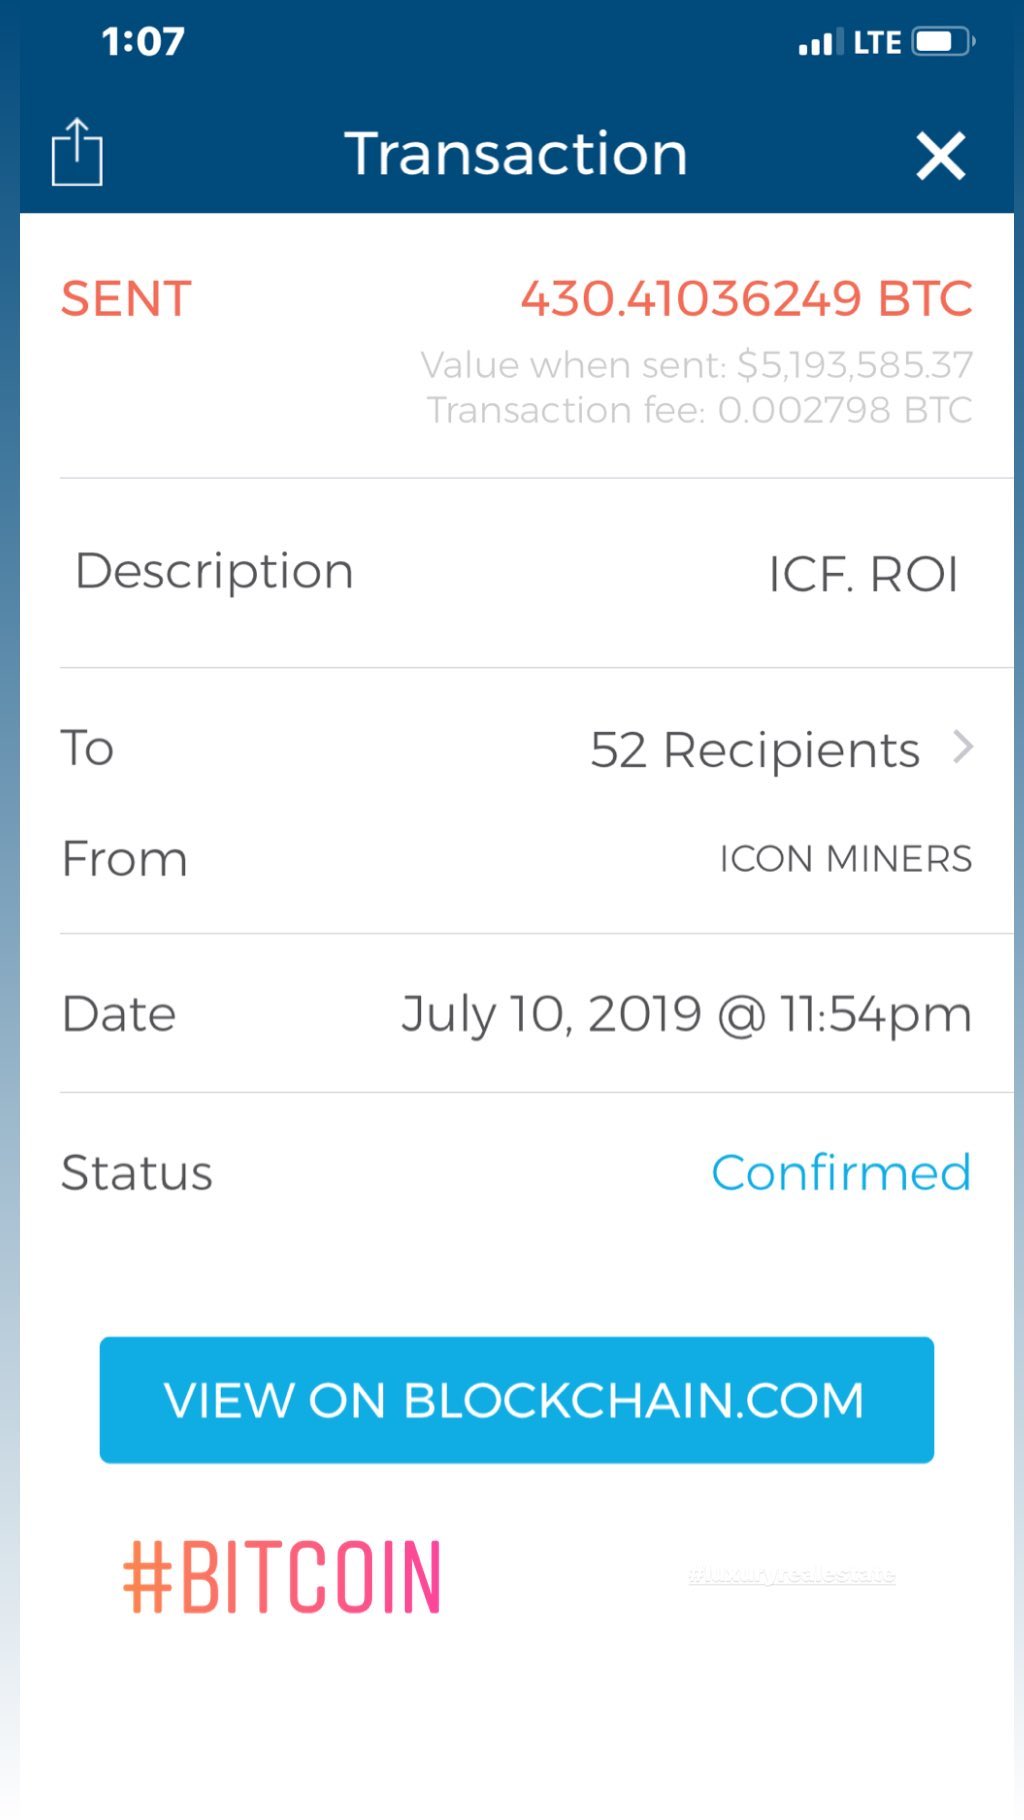 1:07
LTE
Transaction
SENT
430.41036249 BTC
Value when sent: $5,193,585.37
Transaction fee: 0.002798 BTC
Description
ICF. ROI
To
52 Recipients
From
ICON MINERS
Date
July 10, 2019 @ 11:54pm
Status
Confirmed
VIEW ON BLOCKCHAIN.COM
#BITCOIN
#luxuryrealestate